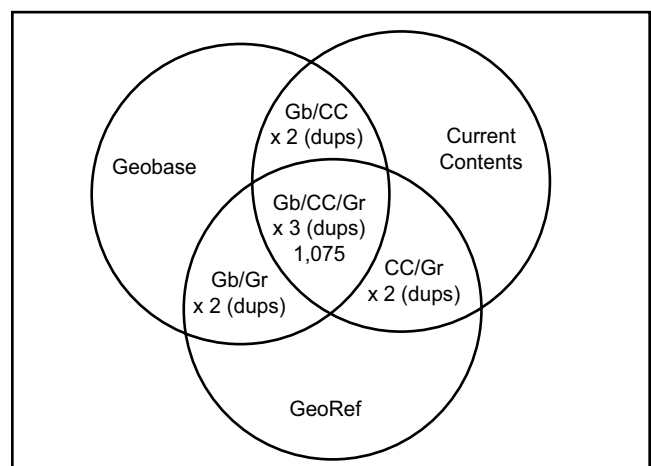 Gb/CC
x 2 (dups)
Current
Contents
Geobase
Gb/CC/Gr
x 3 (dups)
1,075
CC/Gr
x 2 (dups)
Gb/Gr
x 2 (dups)
GeoRef